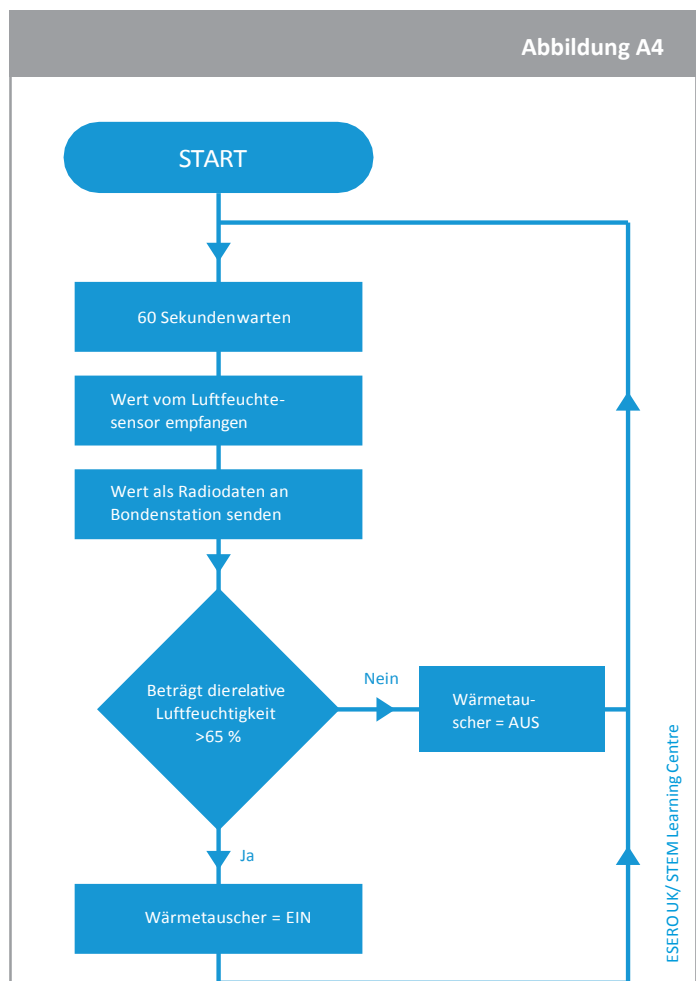 Abbildung A4
START
60 Sekundenwarten
Wert vom Luftfeuchte-
sensor empfangen
Wert als Radiodaten an
Bondenstation senden
Beträgt dierelative
Luftfeuchtigkeit
>65 %
Nein
Wärmetau-
scher = AUS
Ja
Wärmetauscher = EIN
ESERO UK/ STEM Learning Centre